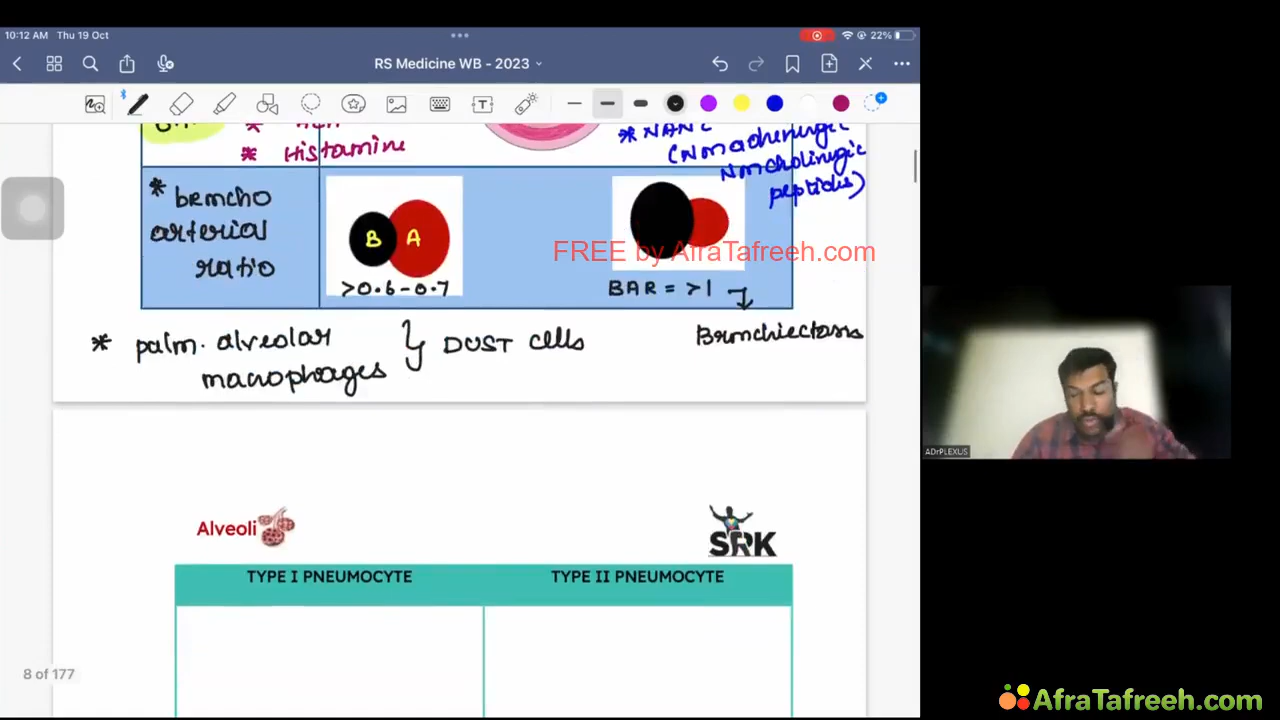 10:12 AM Thu 19 Oct
22%
RS Medicine WB - 2023
* Histamine
* NANC
(Nonadrenergic
Noncholinergic
peptides)
* broncho
arterial
ratio
B A
>0.6-0.7
FREE by AfraTafreeh.com
BAR = >1
Bronchiectasis
* pulm. alveolar
macrophages
DUST cells
ADrPLEXUS
Alveoli
SRK
TYPE I PNEUMOCYTE
TYPE II PNEUMOCYTE
8 of 177
AfraTafreeh.com